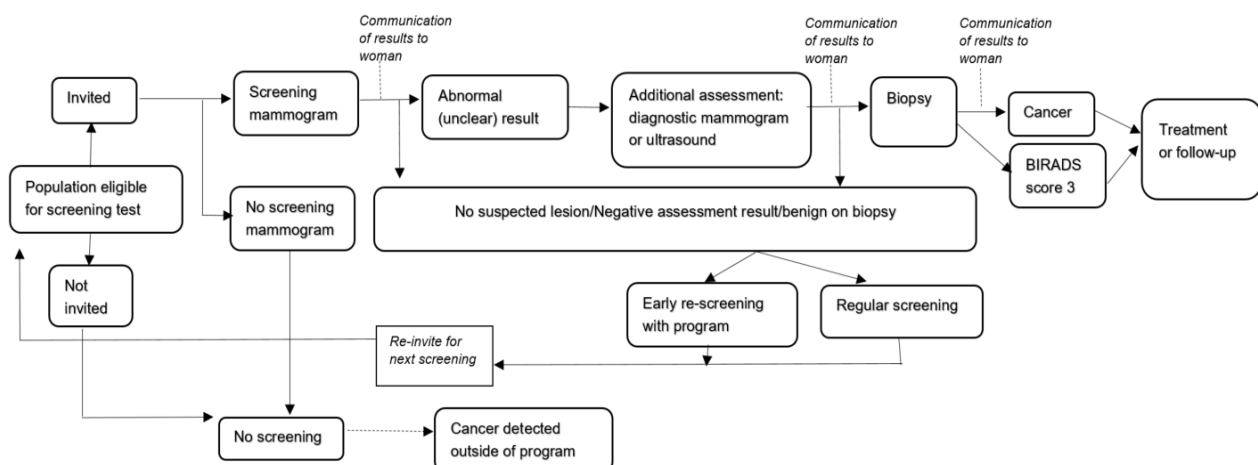 Communication
of results to
woman
Communication
of results to
woman
Communication
of results to
woman
Invited
Screening
mammogram
Abnormal
(unclear) result
Additional assessment:
diagnostic mammogram
or ultrasound
Biopsy
Cancer
BIRADS
score 3
Treatment
or follow-up
Population eligible
for screening test
No screening
mammogram
No suspected lesion/Negative assessment result/benign on biopsy
Not
invited
Early re-screening
with program
Regular screening
Re-invite for
next screening
No screening
Cancer detected
outside of program